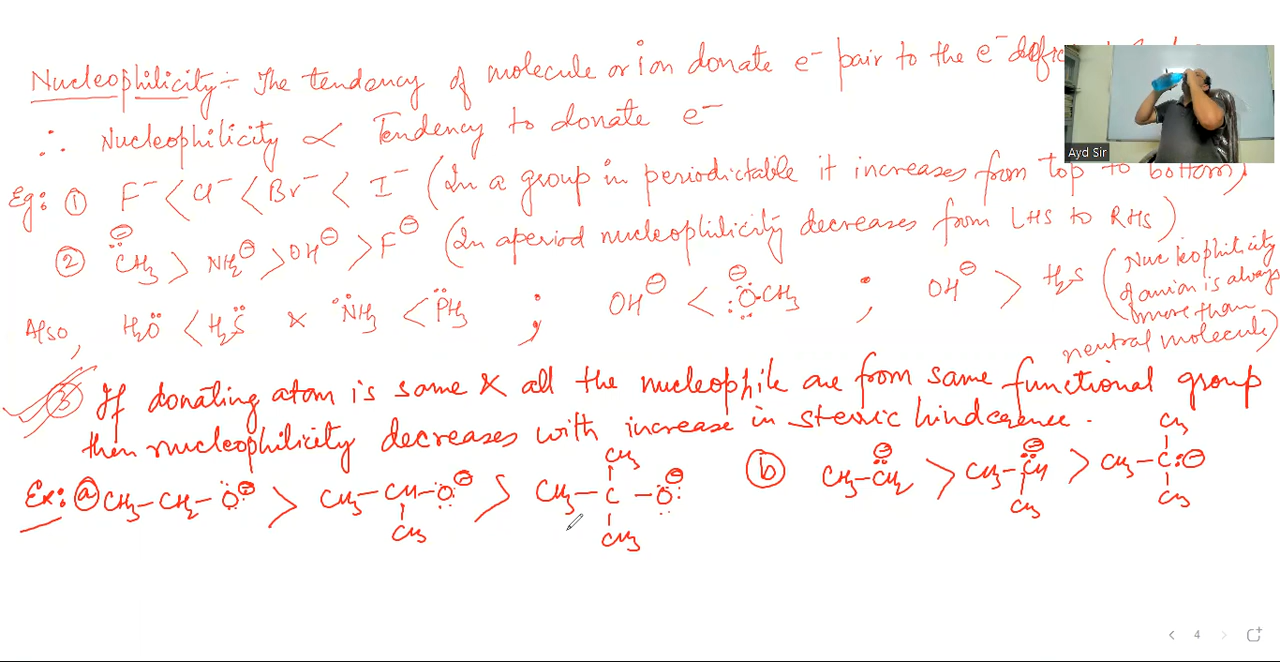 Nucleophilicity:- The tendency of molecule or ion donate e⁻ pair to the e⁻
∴ Nucleophilicity ∝ Tendency to donate e⁻
Ayd Sir
Eg: ① F⁻ < Cl⁻ < Br⁻ < I⁻ (In a group in periodictable it increases from top to bottom)
② C̈H₃⊖ > NH₂⊖ > OH⊖ > F⊖ (In a period nucleophilicity decreases from LHS to RHS)
Also, H₂Ö < H₂S̈ & N̈H₃ < P̈H₃ ; OH⊖ < ⊖:Ö-CH₃ ; OH⊖ > H₂S (Nucleophilicity
of anion is always
more than
neutral molecule)
③ If donating atom is same & all the nucleophile are from same functional group
then nucleophilicity decreases with increase in steric hindcerence.
Ex: ⓐ CH₃-CH₂-O⊖ > CH₃-CH-O⊖ > CH₃-C-O⊖
CH₃
CH₃
CH₃
ⓑ CH₃-C̈H₂⊖ > CH₃-C̈H⊖ > CH₃-C:⊖
CH₃
CH₃
CH₃
4